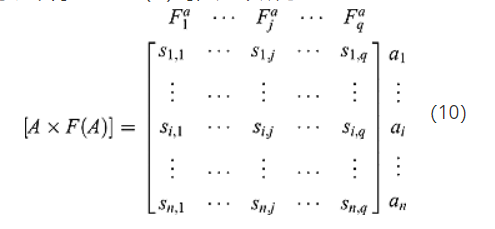 F_1^a ⋯ F_j^a ⋯ F_q^a
s_{1,1} ⋯ s_{1,j} ⋯ s_{1,q} a_1
⋮ ⋯ ⋮ ⋯ ⋮ ⋮
[A × F(A)] = s_{i,1} ⋯ s_{i,j} ⋯ s_{i,q} a_i (10)
⋮ ⋯ ⋮ ⋯ ⋮ ⋮
s_{n,1} ⋯ s_{n,j} ⋯ s_{n,q} a_n